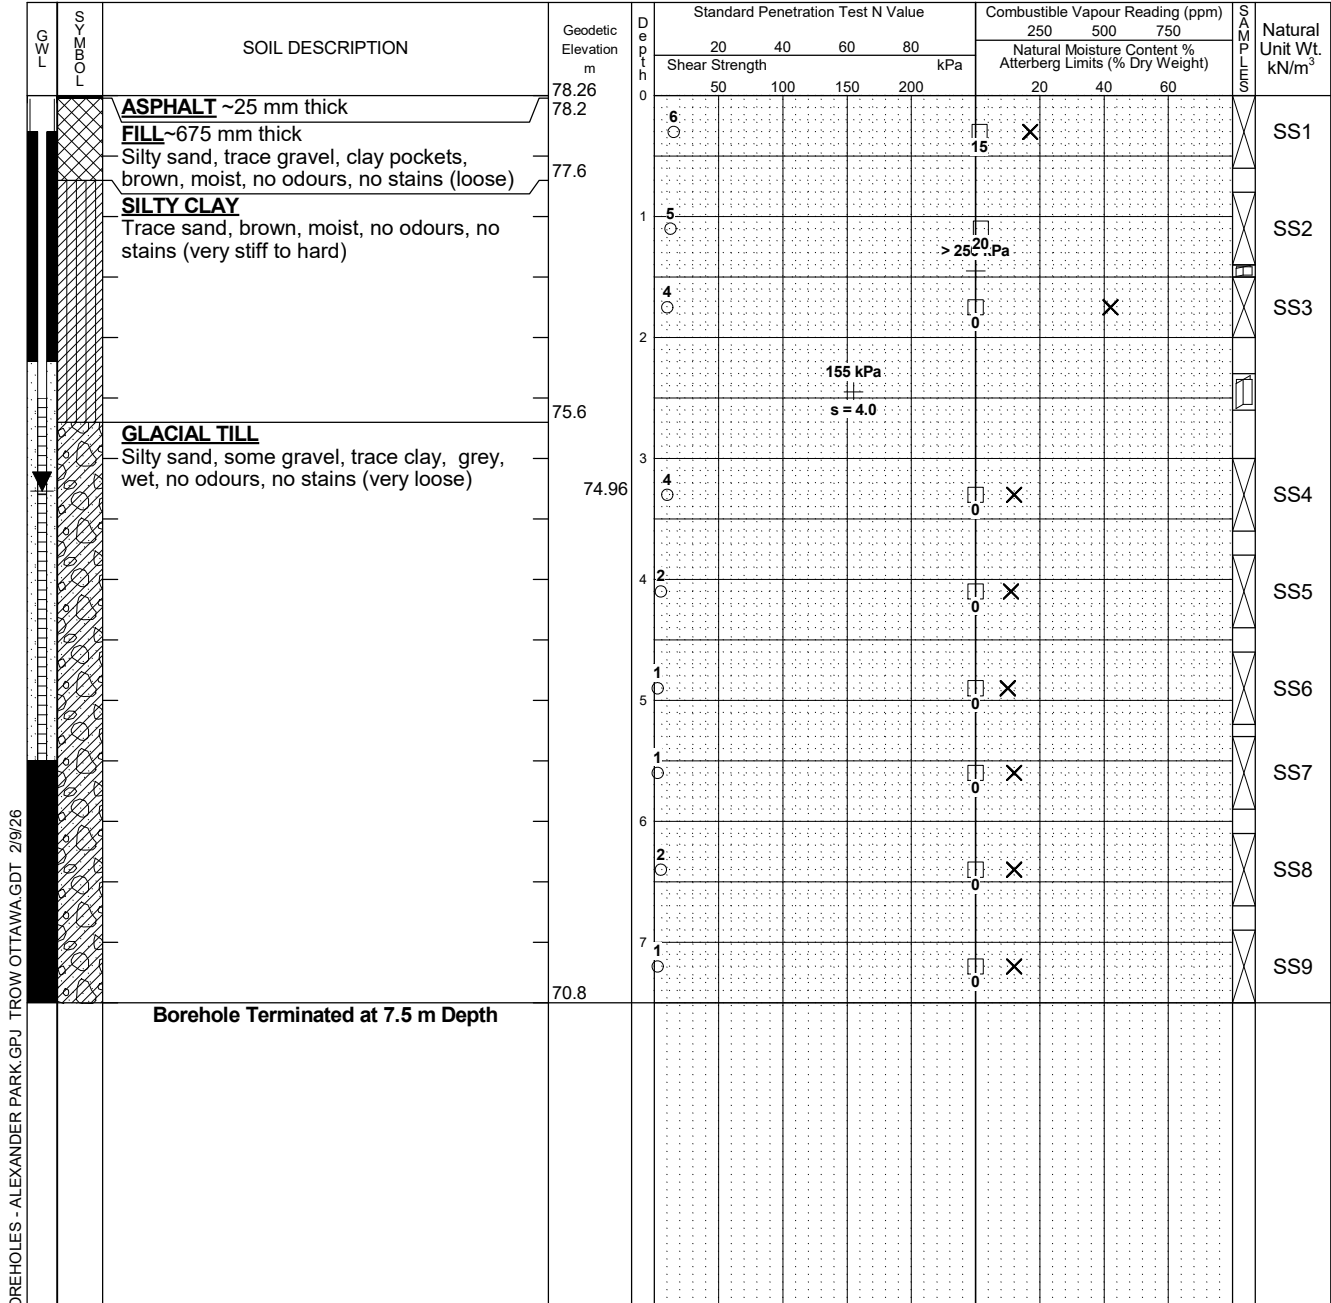 GWL
SYMBOL
SOIL DESCRIPTION
Geodetic
Elevation
m
Depth
Standard Penetration Test N Value
20 40 60 80
Shear Strength kPa
50 100 150 200
Combustible Vapour Reading (ppm)
250 500 750
Natural Moisture Content %
Atterberg Limits (% Dry Weight)
20 40 60
SAMPLES
Natural
Unit Wt.
kN/m³
78.26
0
ASPHALT ~25 mm thick
78.2
FILL~675 mm thick
Silty sand, trace gravel, clay pockets,
brown, moist, no odours, no stains (loose)
77.6
6
15
SS1
SILTY CLAY
Trace sand, brown, moist, no odours, no
stains (very stiff to hard)
1
5
20
SS2
4
0
SS3
2
155 kPa
s = 4.0
75.6
GLACIAL TILL
Silty sand, some gravel, trace clay, grey,
wet, no odours, no stains (very loose)
74.96
3
4
0
SS4
4
2
0
SS5
1
0
SS6
5
1
0
SS7
6
2
0
SS8
7
1
0
SS9
70.8
Borehole Terminated at 7.5 m Depth
OREHOLES - ALEXANDER PARK.GPJ TROW OTTAWA.GDT 2/9/26